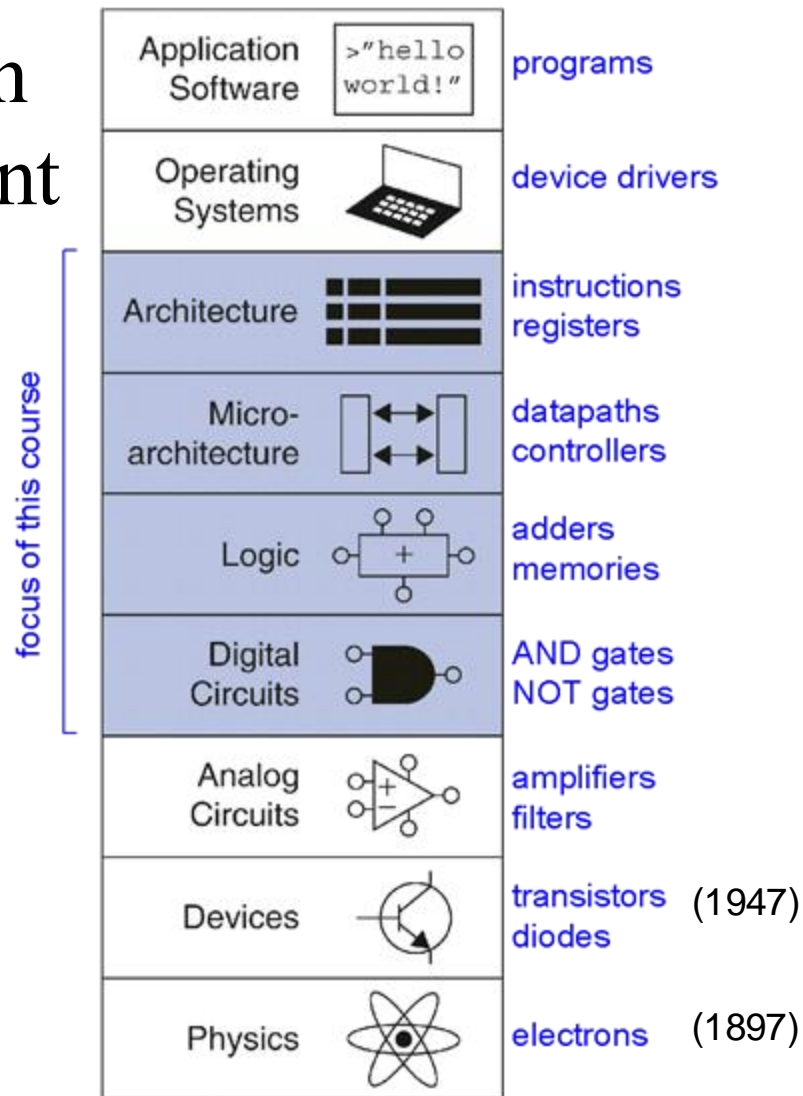 Application
Software
>"hello
world!"
programs
Operating
Systems
device drivers
focus of this course
Architecture
instructions
registers
Micro-
architecture
datapaths
controllers
Logic
+
adders
memories
Digital
Circuits
AND gates
NOT gates
Analog
Circuits
+
−
amplifiers
filters
Devices
transistors (1947)
diodes
Physics
electrons (1897)